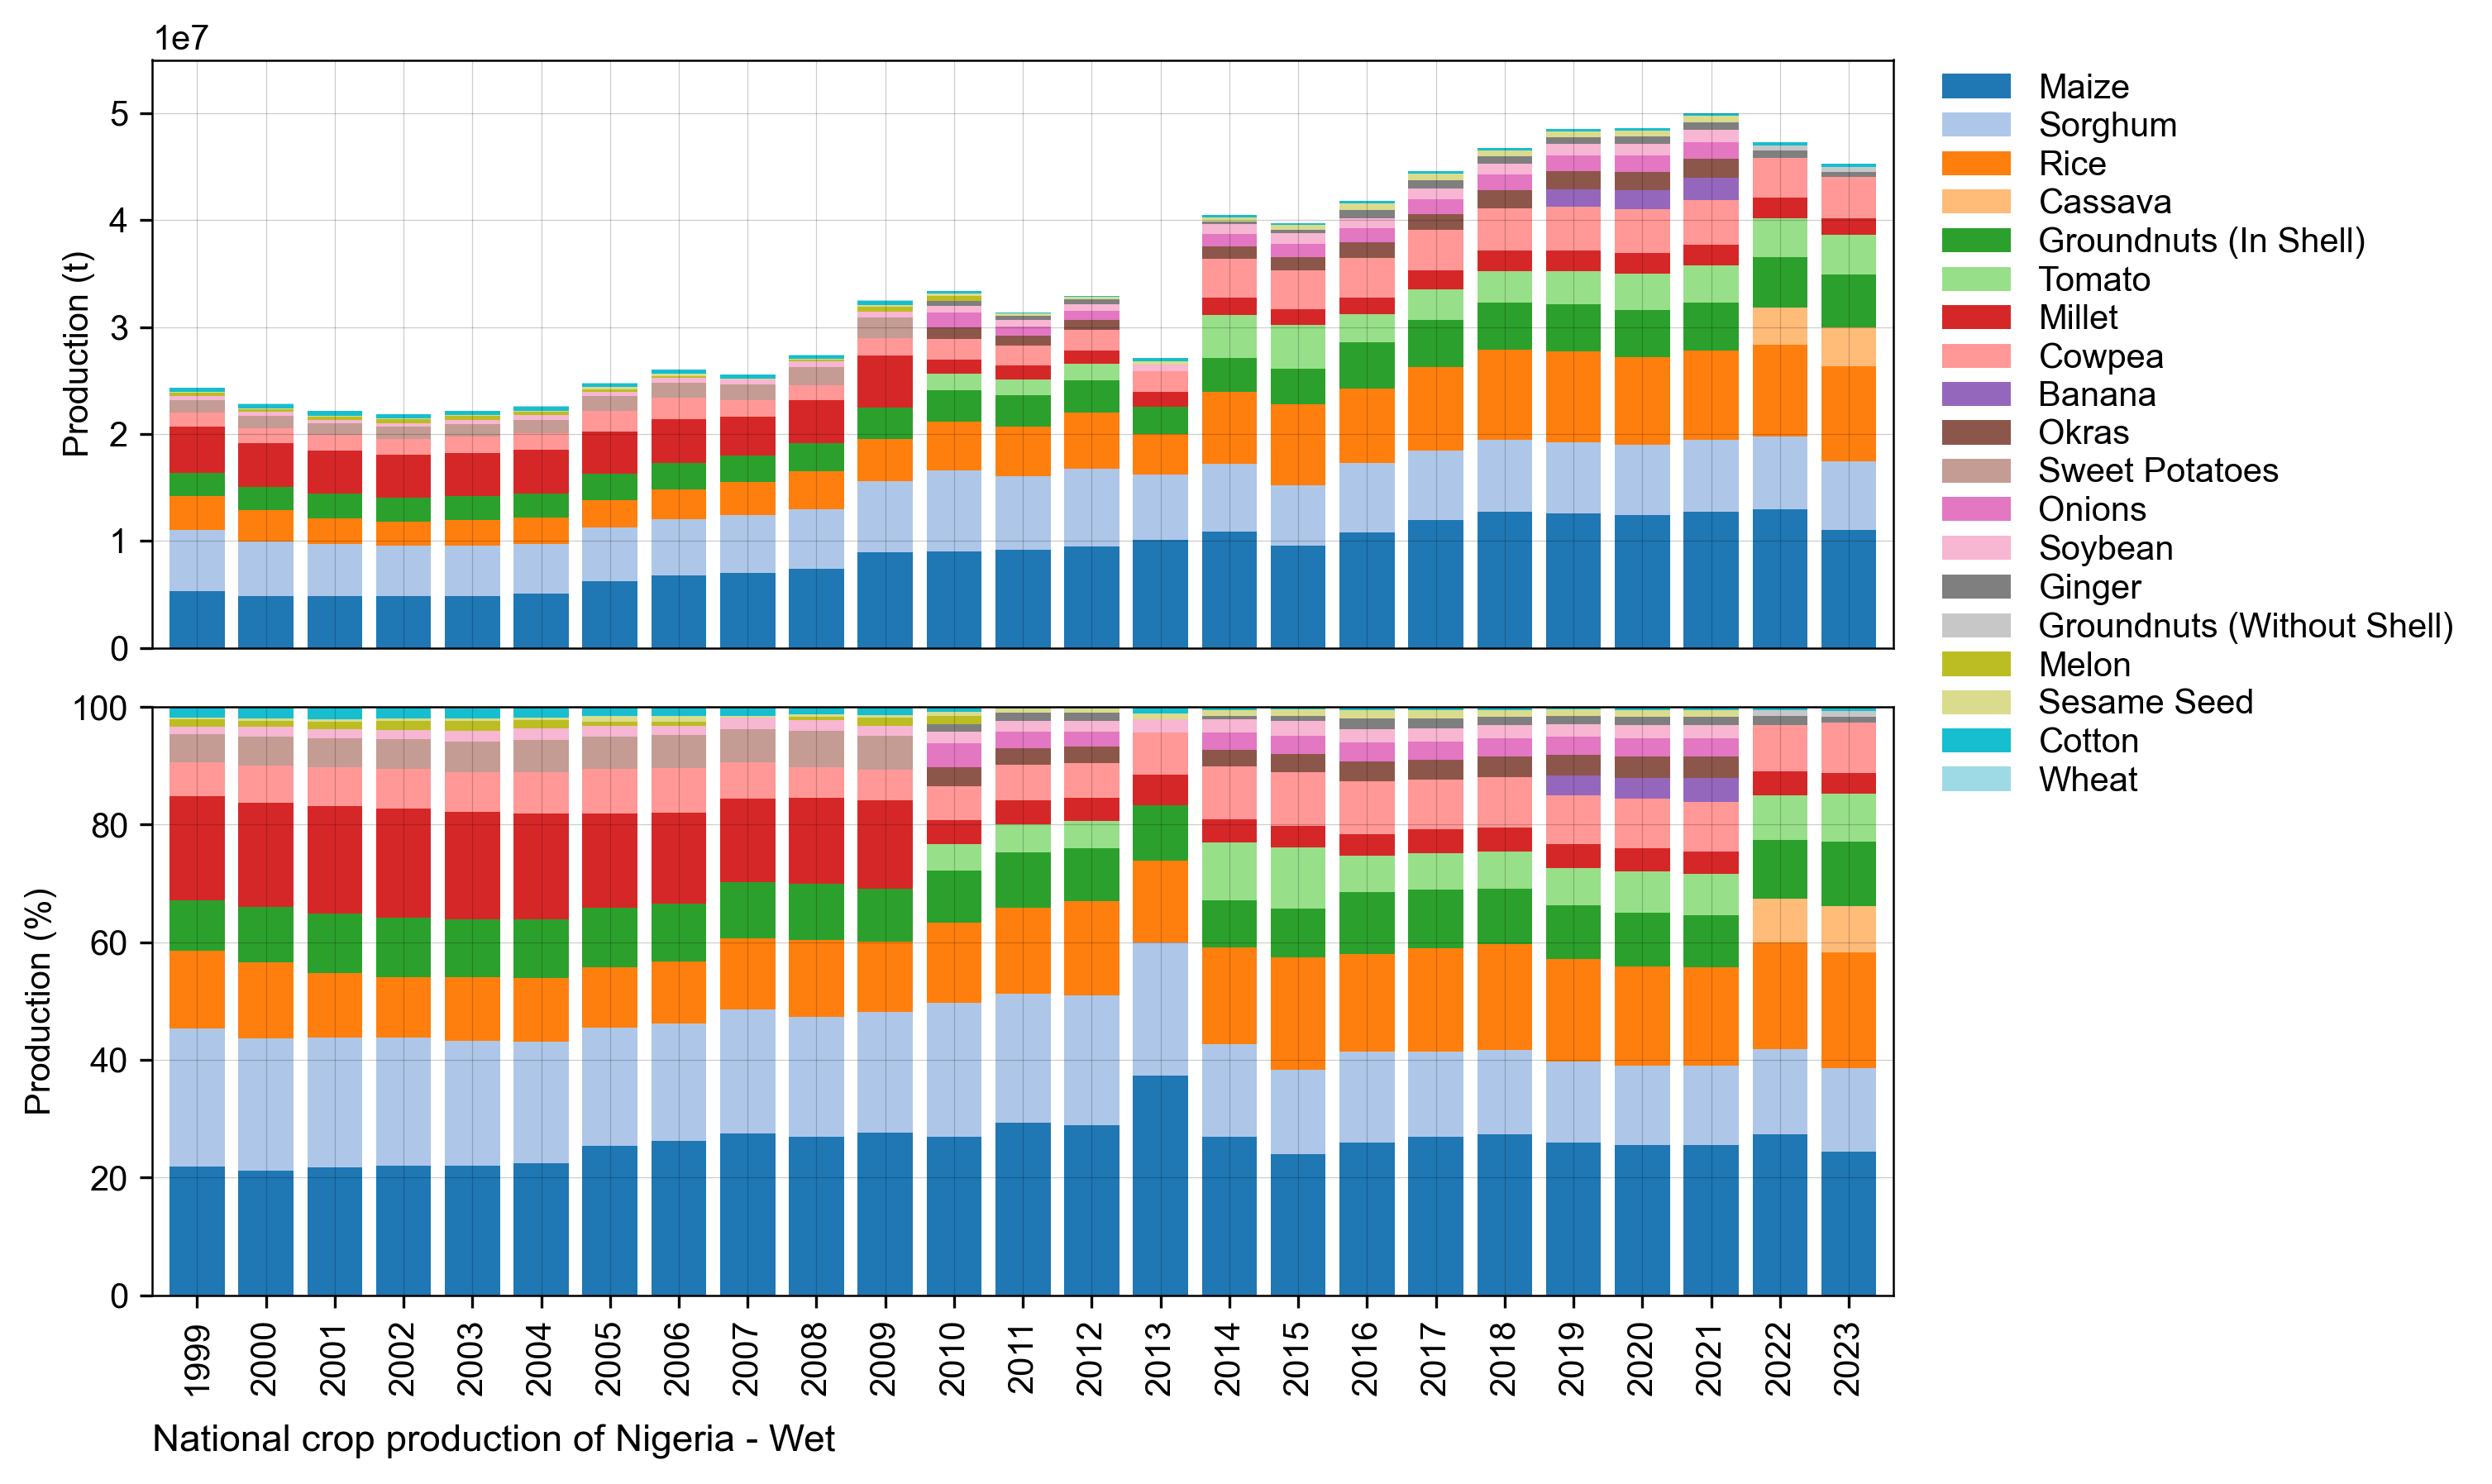 1e7
5
4
3
2
1
0
Production (t)
Maize
Sorghum
Rice
Cassava
Groundnuts (In Shell)
Tomato
Millet
Cowpea
Banana
Okras
Sweet Potatoes
Onions
Soybean
Ginger
Groundnuts (Without Shell)
Melon
Sesame Seed
Cotton
Wheat
100
80
60
40
20
0
Production (%)
1999
2000
2001
2002
2003
2004
2005
2006
2007
2008
2009
2010
2011
2012
2013
2014
2015
2016
2017
2018
2019
2020
2021
2022
2023
National crop production of Nigeria - Wet